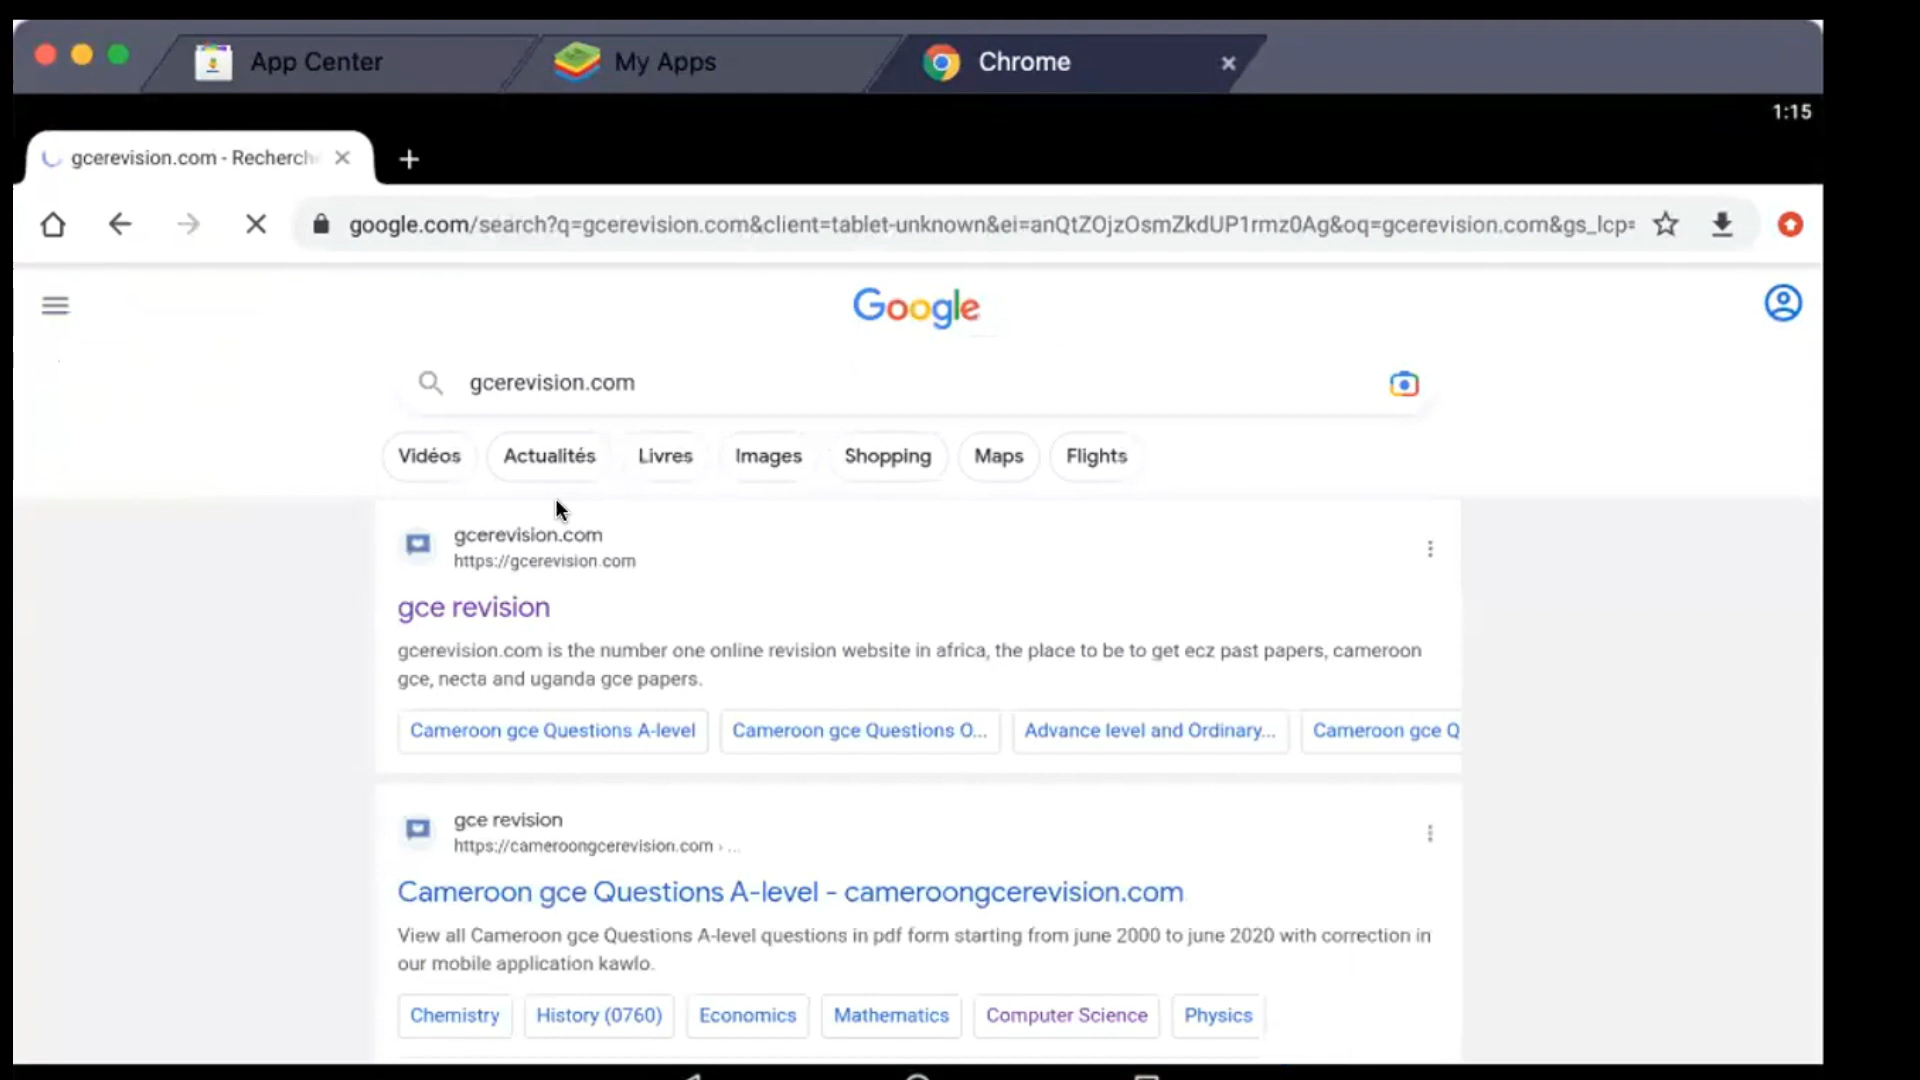 App Center
My Apps
Chrome
1:15
gcerevision.com - Recherch
google.com/search?q=gcerevision.com&client=tablet-unknown&ei=anQtZOjzOsmZkdUP1rmz0Ag&oq=gcerevision.com&gs_lcp=
Google
gcerevision.com
Vidéos Actualités Livres Images Shopping Maps Flights
gcerevision.com
https://gcerevision.com
gce revision
gcerevision.com is the number one online revision website in africa, the place to be to get ecz past papers, cameroon
gce, necta and uganda gce papers.
Cameroon gce Questions A-level Cameroon gce Questions O... Advance level and Ordinary... Cameroon gce Q
gce revision
https://cameroongcerevision.com › ...
Cameroon gce Questions A-level - cameroongcerevision.com
View all Cameroon gce Questions A-level questions in pdf form starting from june 2000 to june 2020 with correction in
our mobile application kawlo.
Chemistry History (0760) Economics Mathematics Computer Science Physics